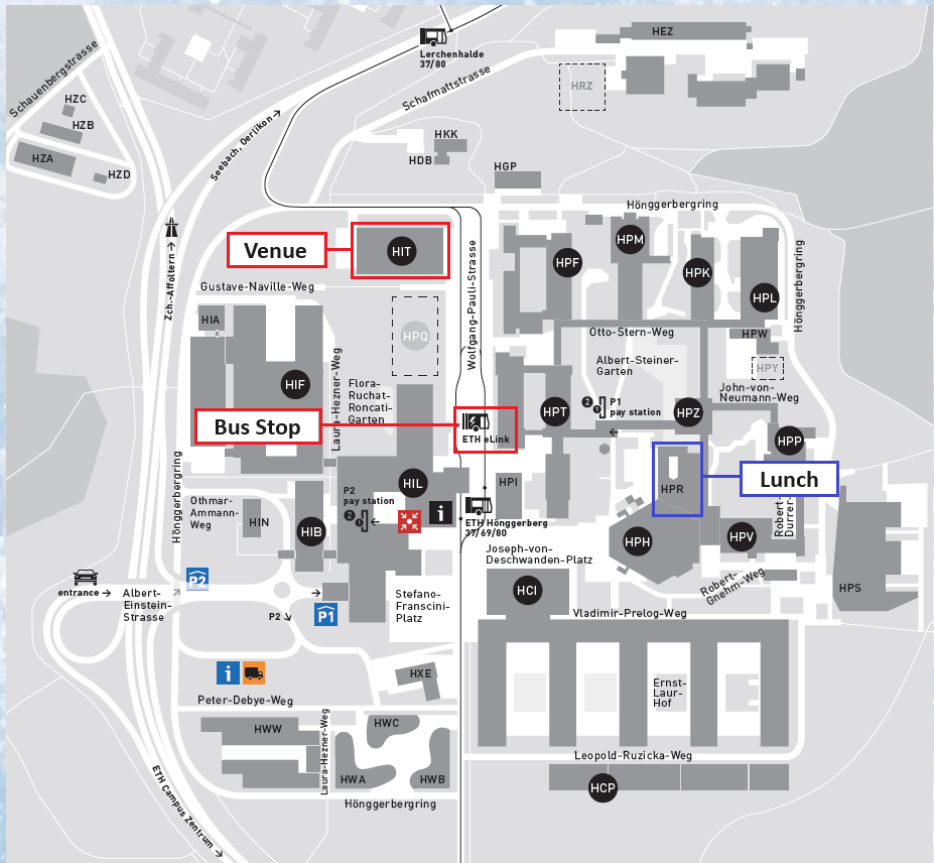 Lerchenhalde
37/80
HEZ
HRZ
Schauenbergstrasse
HZC
HZB
HZA
HZD
Seebach, Oerlikon →
Schafmattstrasse
HKK
HDB
HGP
Hönggerbergring
Zch.-Affoltern →
Venue
HIT
Wolfgang-Pauli-Strasse
HPF
HPM
HPK
HPL
Hönggerbergring
Gustave-Naville-Weg
HIA
HPQ
Otto-Stern-Weg
HPW
HIF
Laura-Hezner-Weg
Flora-
Ruchat-
Roncati-
Garten
Albert-Steiner-
Garten
HPY
John-von-
Neumann-Weg
Bus Stop
ETH eLink
HPT
2
1
P1
pay station
HPZ
HPP
Hönggerbergring
HIL
P2
pay station
2
1
i
HPI
HPR
Lunch
Robert-
Durrer-
Othmar-
Ammann-
Weg
HIN
HIB
ETH Hönggerberg
37/69/80
HPH
HPV
Joseph-von-
Deschwanden-Platz
Robert-
Gnehm-Weg
HPS
entrance →
Albert-
Einstein-
Strasse
P2
P2
P1
Stefano-
Franscini-
Platz
HCI
Vladimir-Prelog-Weg
i
Peter-Debye-Weg
HXE
Ernst-
Laur-
Hof
HWW
Laura-Hezner-Weg
HWC
HWA
HWB
Leopold-Ruzicka-Weg
HCP
Hönggerbergring
ETH Campus Zentrum →